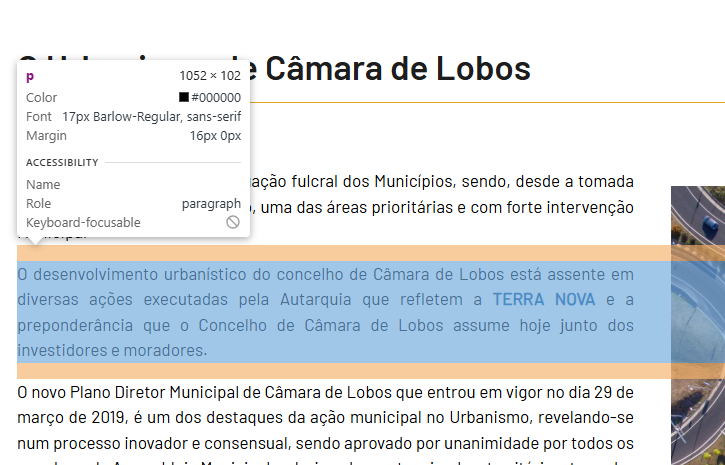 de Câmara de Lobos
p 1052 × 102
Color #000000
Font 17px Barlow-Regular, sans-serif
Margin 16px 0px
ACCESSIBILITY
Name
Role paragraph
Keyboard-focusable
fulcral dos Municípios, sendo, desde a tomada
uma das áreas prioritárias e com forte intervenção
O desenvolvimento urbanístico do concelho de Câmara de Lobos está assente em
diversas ações executadas pela Autarquia que refletem a TERRA NOVA e a
preponderância que o Concelho de Câmara de Lobos assume hoje junto dos
investidores e moradores.
O novo Plano Diretor Municipal de Câmara de Lobos que entrou em vigor no dia 29 de
março de 2019, é um dos destaques da ação municipal no Urbanismo, revelando-se
num processo inovador e consensual, sendo aprovado por unanimidade por todos os